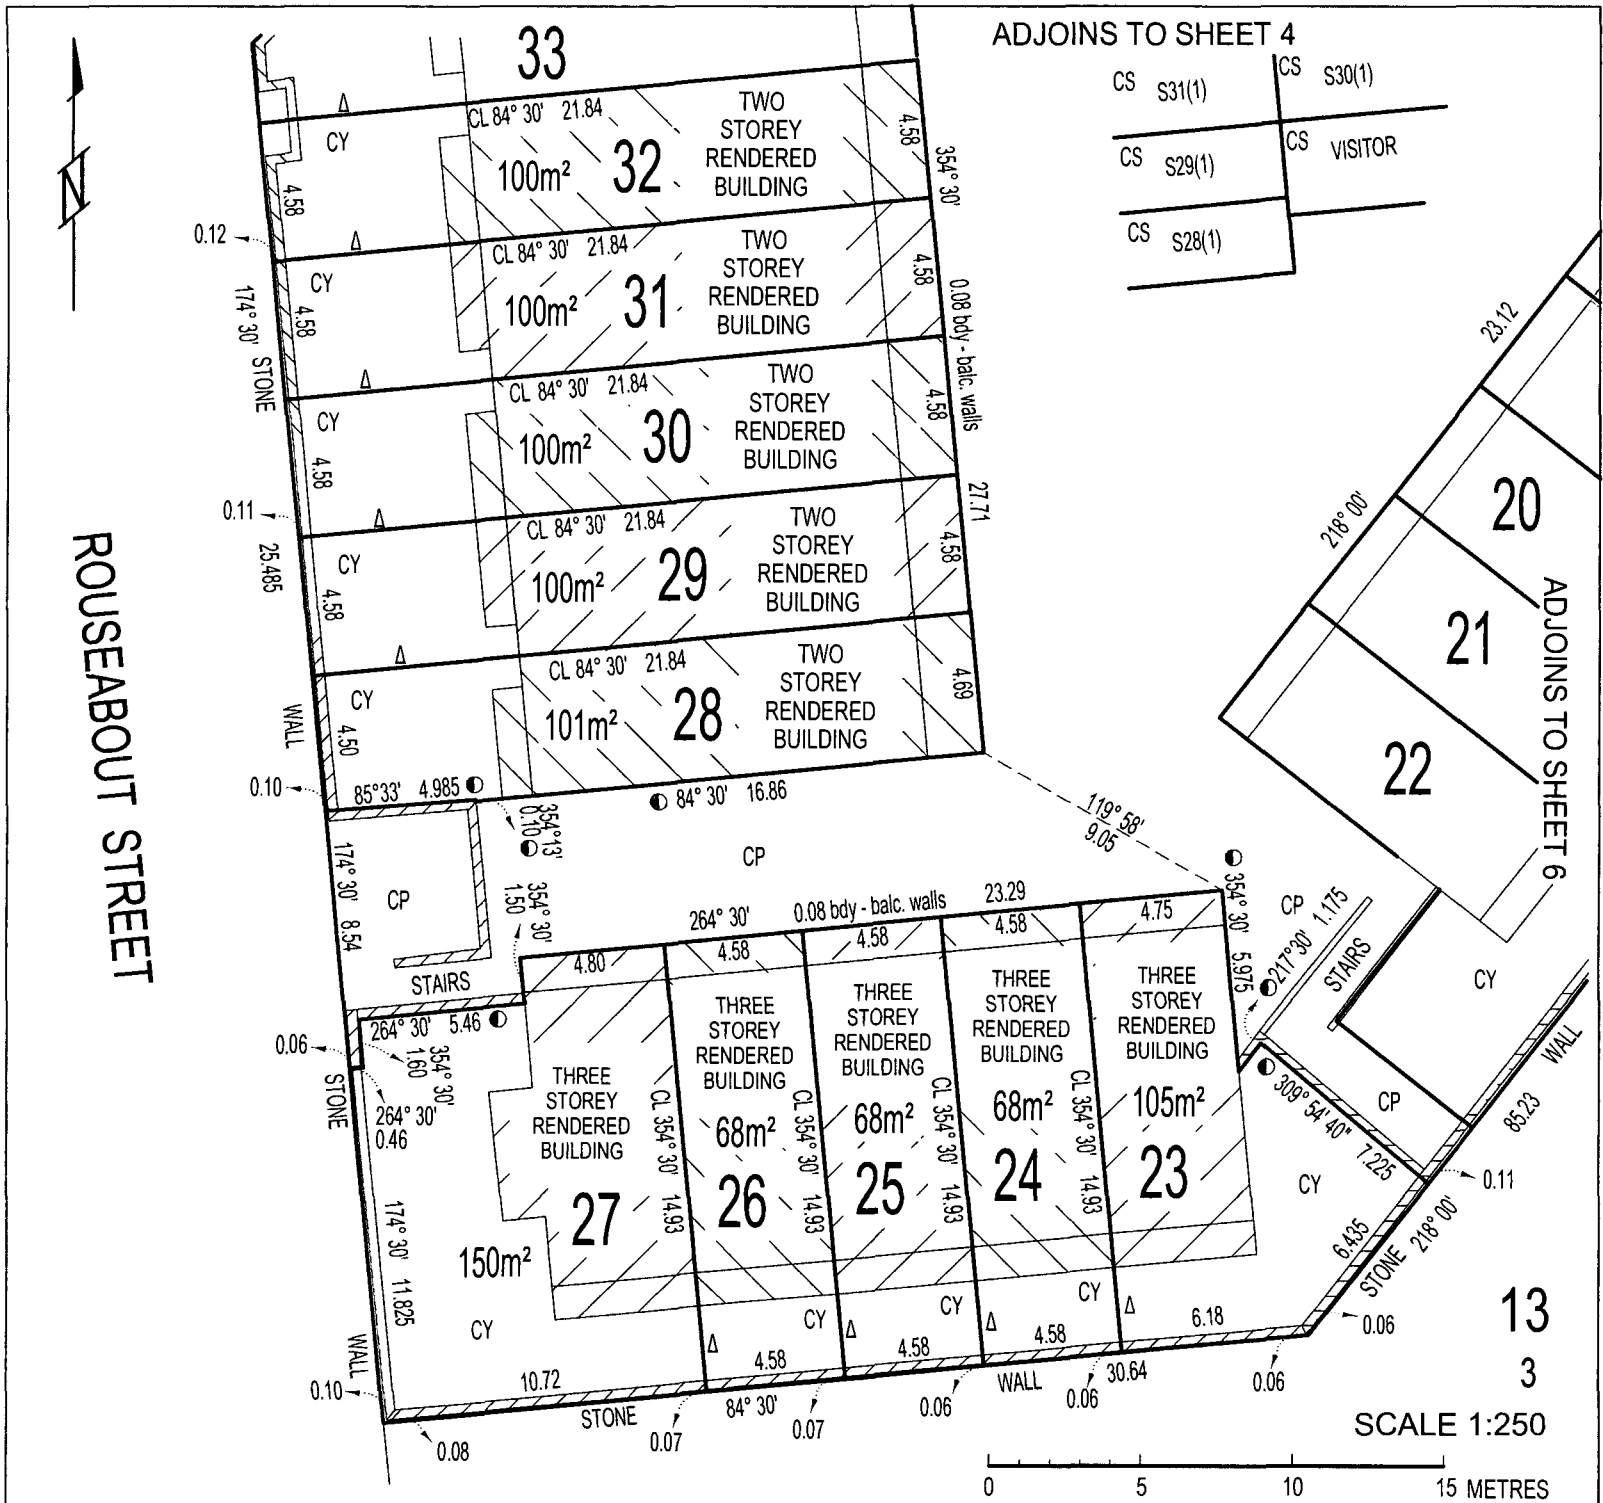 ADJOINS TO SHEET 4
33
CS S31(1)
CS S30(1)
CS S29(1)
CS VISITOR
CS S28(1)
N
CL 84° 30' 21.84
CY
100m²
32
TWO
STOREY
RENDERED
BUILDING
4.58
4.58
354° 30'
0.12
CL 84° 30' 21.84
CY
100m²
31
TWO
STOREY
RENDERED
BUILDING
4.58
4.58
0.08 bdy - balc. walls
174° 30'
STONE
CL 84° 30' 21.84
CY
100m²
30
TWO
STOREY
RENDERED
BUILDING
4.58
4.58
27.71
0.11
25.485
CL 84° 30' 21.84
CY
100m²
29
TWO
STOREY
RENDERED
BUILDING
4.58
4.58
CL 84° 30' 21.84
CY
101m²
28
TWO
STOREY
RENDERED
BUILDING
4.50
4.69
WALL
0.10
85°33' 4.985
84° 30' 16.86
ROUSEABOUT STREET
23.12
218° 00'
20
21
22
ADJOINS TO SHEET 6
119° 58'
9.05
354°13'
0.10
CP
174° 30' 8.54
CP
354° 30'
1.50
STAIRS
264° 30' 0.08 bdy - balc. walls 23.29
4.80
4.58
4.58
4.58
4.75
354° 30' 5.975
CP
217°30' 1.175
STAIRS
CY
264° 30' 5.46
0.06
354° 30'
1.60
STONE
264° 30'
0.46
THREE
STOREY
RENDERED
BUILDING
27
150m²
CY
CL 354° 30' 14.93
THREE
STOREY
RENDERED
BUILDING
68m²
26
CY
CL 354° 30' 14.93
THREE
STOREY
RENDERED
BUILDING
68m²
25
CY
CL 354° 30' 14.93
THREE
STOREY
RENDERED
BUILDING
68m²
24
CY
CL 354° 30' 14.93
THREE
STOREY
RENDERED
BUILDING
105m²
23
CY
309° 54' 40" 7.225
CP
WALL
85.23
0.11
218° 00'
6.435
STONE
0.06
174° 30' 11.825
WALL
0.10
10.72
4.58
4.58
4.58
6.18
0.08
STONE
0.07
84° 30'
0.07
0.06
WALL
0.06
30.64
0.06
13
3
SCALE 1:250
0 5 10 15 METRES